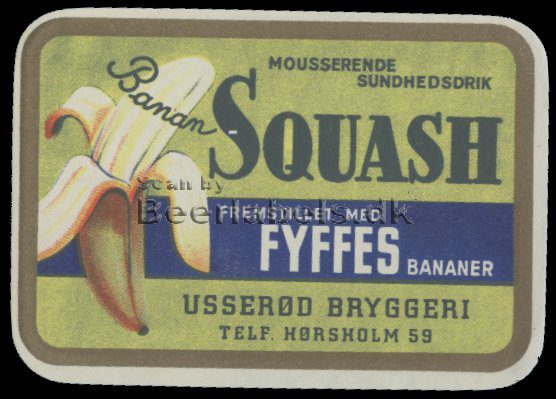 Banan
SQUASH
MOUSSERENDE
SUNDHEDSDRIK
Scan by
Beerlabels.dk
FREMSTILLET MED
FYFFES BANANER
USSERØD BRYGGERI
TELF. HØRSHOLM 59